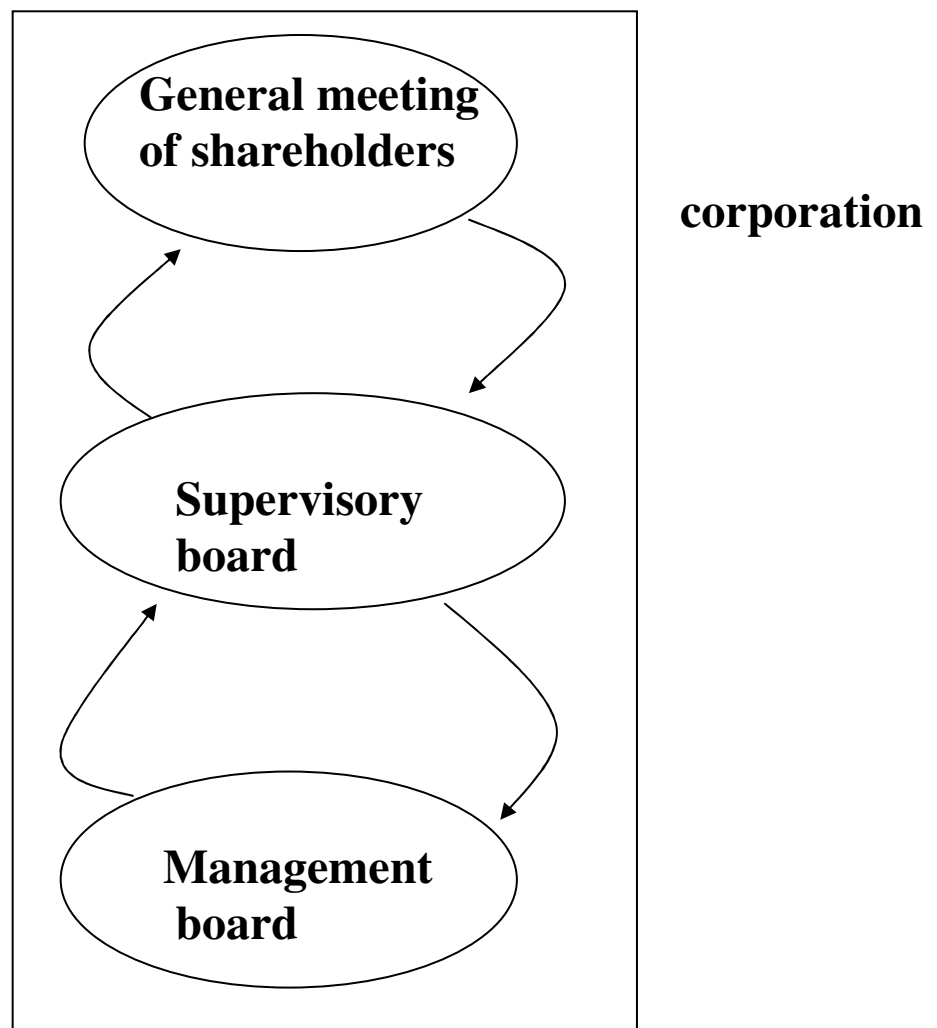 General meeting
of shareholders
corporation
Supervisory
board
Management
board